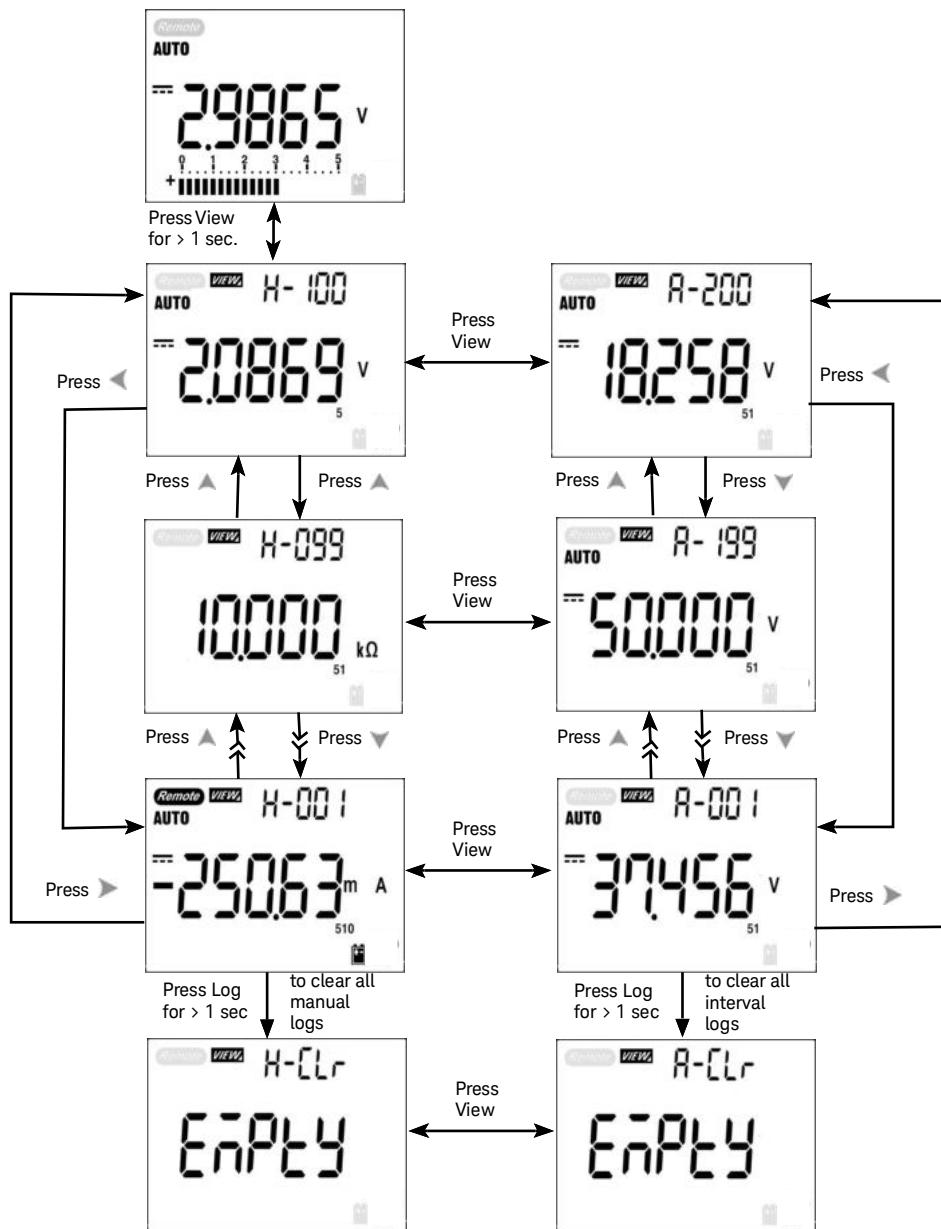 Remote
AUTO
2.9865 V
0 1 2 3 4 5
+
Press View
for > 1 sec.
Remote VIEW H-100
AUTO
2.0869 V
5
Press
View
Remote VIEW A-200
AUTO
18.258 V
51
Press
Press
Press
Press
Press
Press
Remote VIEW H-099
10.000 kΩ
51
Press
View
Remote VIEW A-199
AUTO
50.000 V
51
Press
Press
Press
Press
Remote VIEW H-001
AUTO
-250.63 m A
510
Press
View
Remote VIEW A-001
AUTO
37.456 V
51
Press
Press
Press Log
for > 1 sec
to clear all
manual
logs
Press Log
for > 1 sec
to clear all
interval
logs
Remote VIEW H-CLr
EmPtY
Press
View
Remote VIEW A-CLr
EmPtY